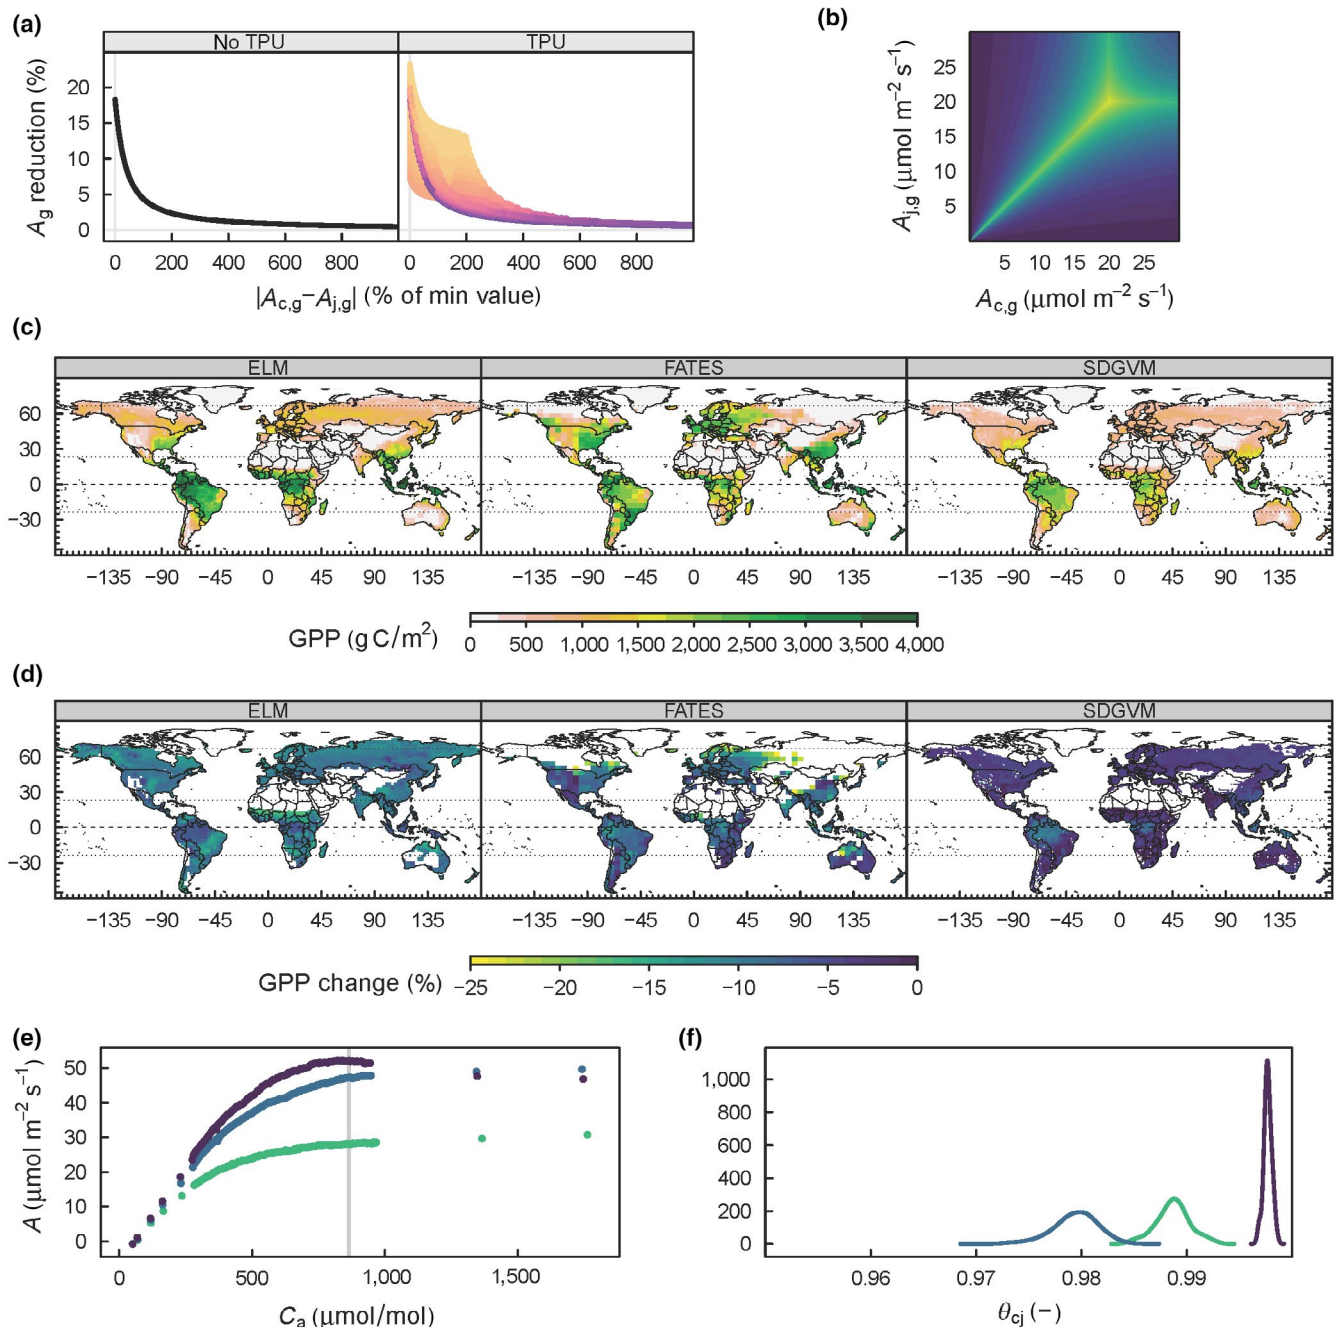 (a)
No TPU TPU
A_g reduction (%)
20
15
10
5
0
0 200 400 600 800 0 200 400 600 800
|A_c,g−A_j,g| (% of min value)
(b)
A_j,g (μmol m⁻² s⁻¹)
25
20
15
10
5
5 10 15 20 25
A_c,g (μmol m⁻² s⁻¹)
(c)
ELM FATES SDGVM
60
30
0
−30
−135 −90 −45 0 45 90 135 −135 −90 −45 0 45 90 135 −135 −90 −45 0 45 90 135
GPP (g C/m²)
0 500 1,000 1,500 2,000 2,500 3,000 3,500 4,000
(d)
ELM FATES SDGVM
60
30
0
−30
−135 −90 −45 0 45 90 135 −135 −90 −45 0 45 90 135 −135 −90 −45 0 45 90 135
GPP change (%) −25 −20 −15 −10 −5 0
(e)
A (μmol m⁻² s⁻¹)
50
40
30
20
10
0
0 500 1,000 1,500
C_a (μmol/mol)
(f)
1,000
800
600
400
200
0
0.96 0.97 0.98 0.99
θ_cj (−)